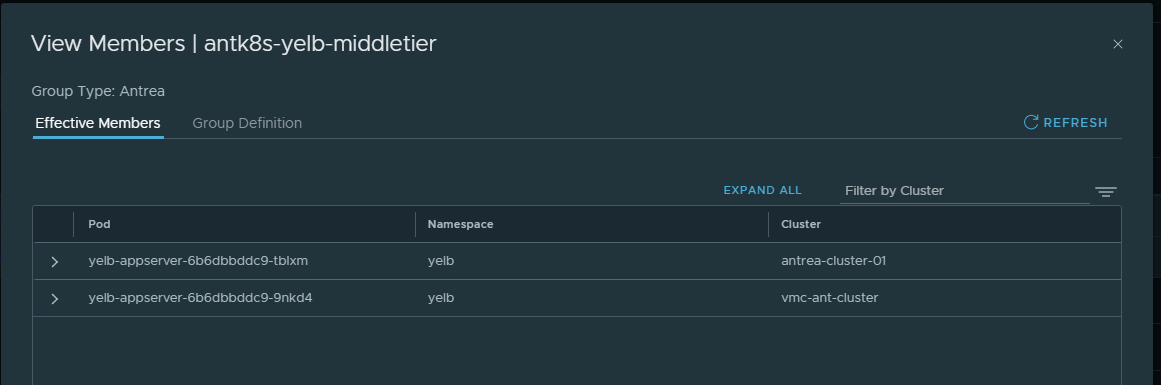 View Members | antk8s-yelb-middletier
Group Type: Antrea
Effective Members Group Definition REFRESH
EXPAND ALL Filter by Cluster
Pod Namespace Cluster
yelb-appserver-6b6dbbddc9-tblxm yelb antrea-cluster-01
yelb-appserver-6b6dbbddc9-9nkd4 yelb vmc-ant-cluster